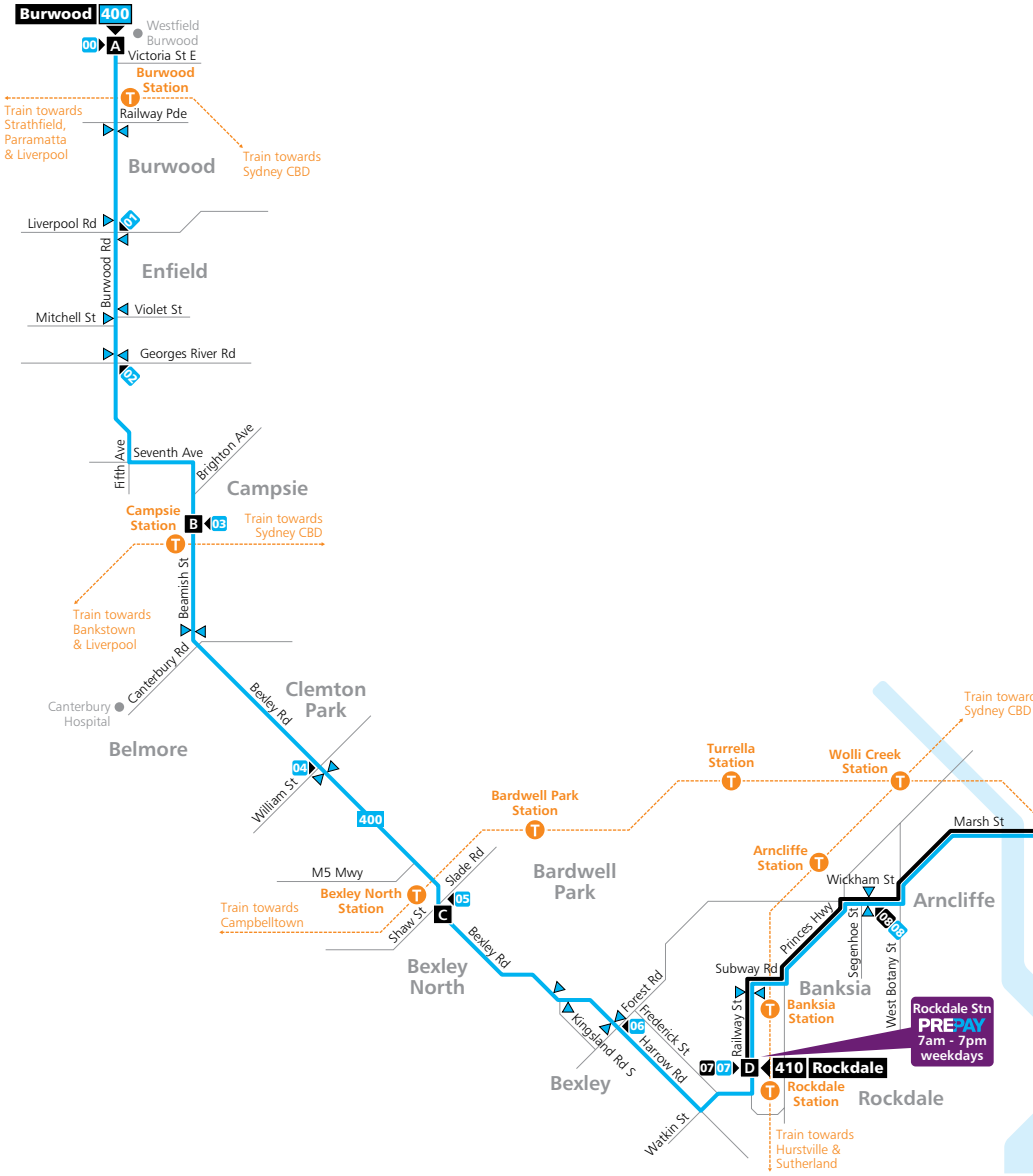 Burwood 400
Westfield
Burwood
00
A
Victoria St E
Burwood
Station
T
Train towards
Strathfield,
Parramatta
& Liverpool
Railway Pde
Train towards
Sydney CBD
Burwood
Liverpool Rd
01
Burwood Rd
Enfield
Violet St
Mitchell St
Georges River Rd
02
Fifth Ave
Seventh Ave
Brighton Ave
Campsie
Campsie
Station
B
03
Train towards
Sydney CBD
T
Beamish St
Train towards
Bankstown
& Liverpool
Canterbury Rd
Canterbury
Hospital
Belmore
Bexley Rd
Clemton
Park
04
William St
400
M5 Mwy
Bexley North
Station
T
Slade Rd
05
C
Shaw St
Train towards
Campbelltown
Bexley Rd
Bexley
North
Bardwell Park
Station
T
Bardwell
Park
Turrella
Station
T
Wolli Creek
Station
T
Train toward
Sydney CBD
Marsh St
Arncliffe
Station
T
Wickham St
Arncliffe
08
08
Princes Hwy
Segenhoe St
West Botany St
Subway Rd
Banksia
Banksia
Station
T
Railway St
Forest Rd
Frederick St
06
Kingsland Rd S
Harrow Rd
Bexley
Watkin St
07 07
D
410 Rockdale
Rockdale Stn
PREPAY
7am - 7pm
weekdays
T
Rockdale
Station
Rockdale
Train towards
Hurstville &
Sutherland